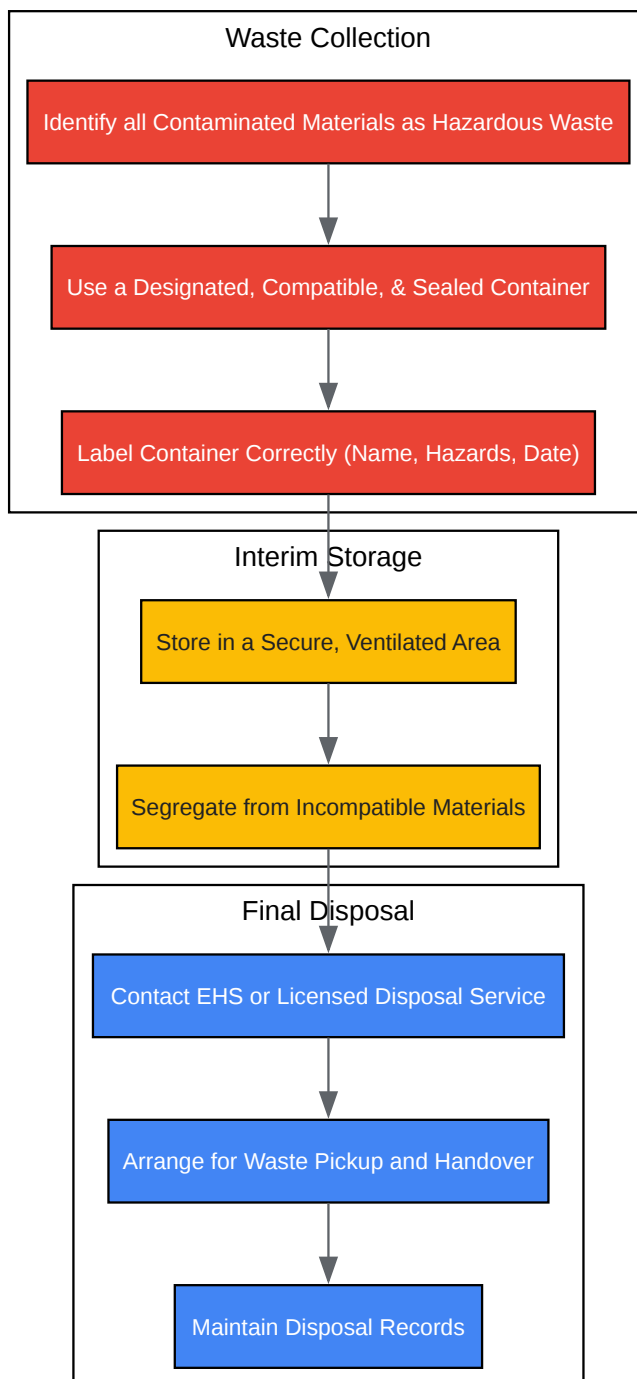 Waste Collection
Identify all Contaminated Materials as Hazardous Waste
Use a Designated, Compatible, & Sealed Container
Label Container Correctly (Name, Hazards, Date)
Interim Storage
Store in a Secure, Ventilated Area
Segregate from Incompatible Materials
Final Disposal
Contact EHS or Licensed Disposal Service
Arrange for Waste Pickup and Handover
Maintain Disposal Records